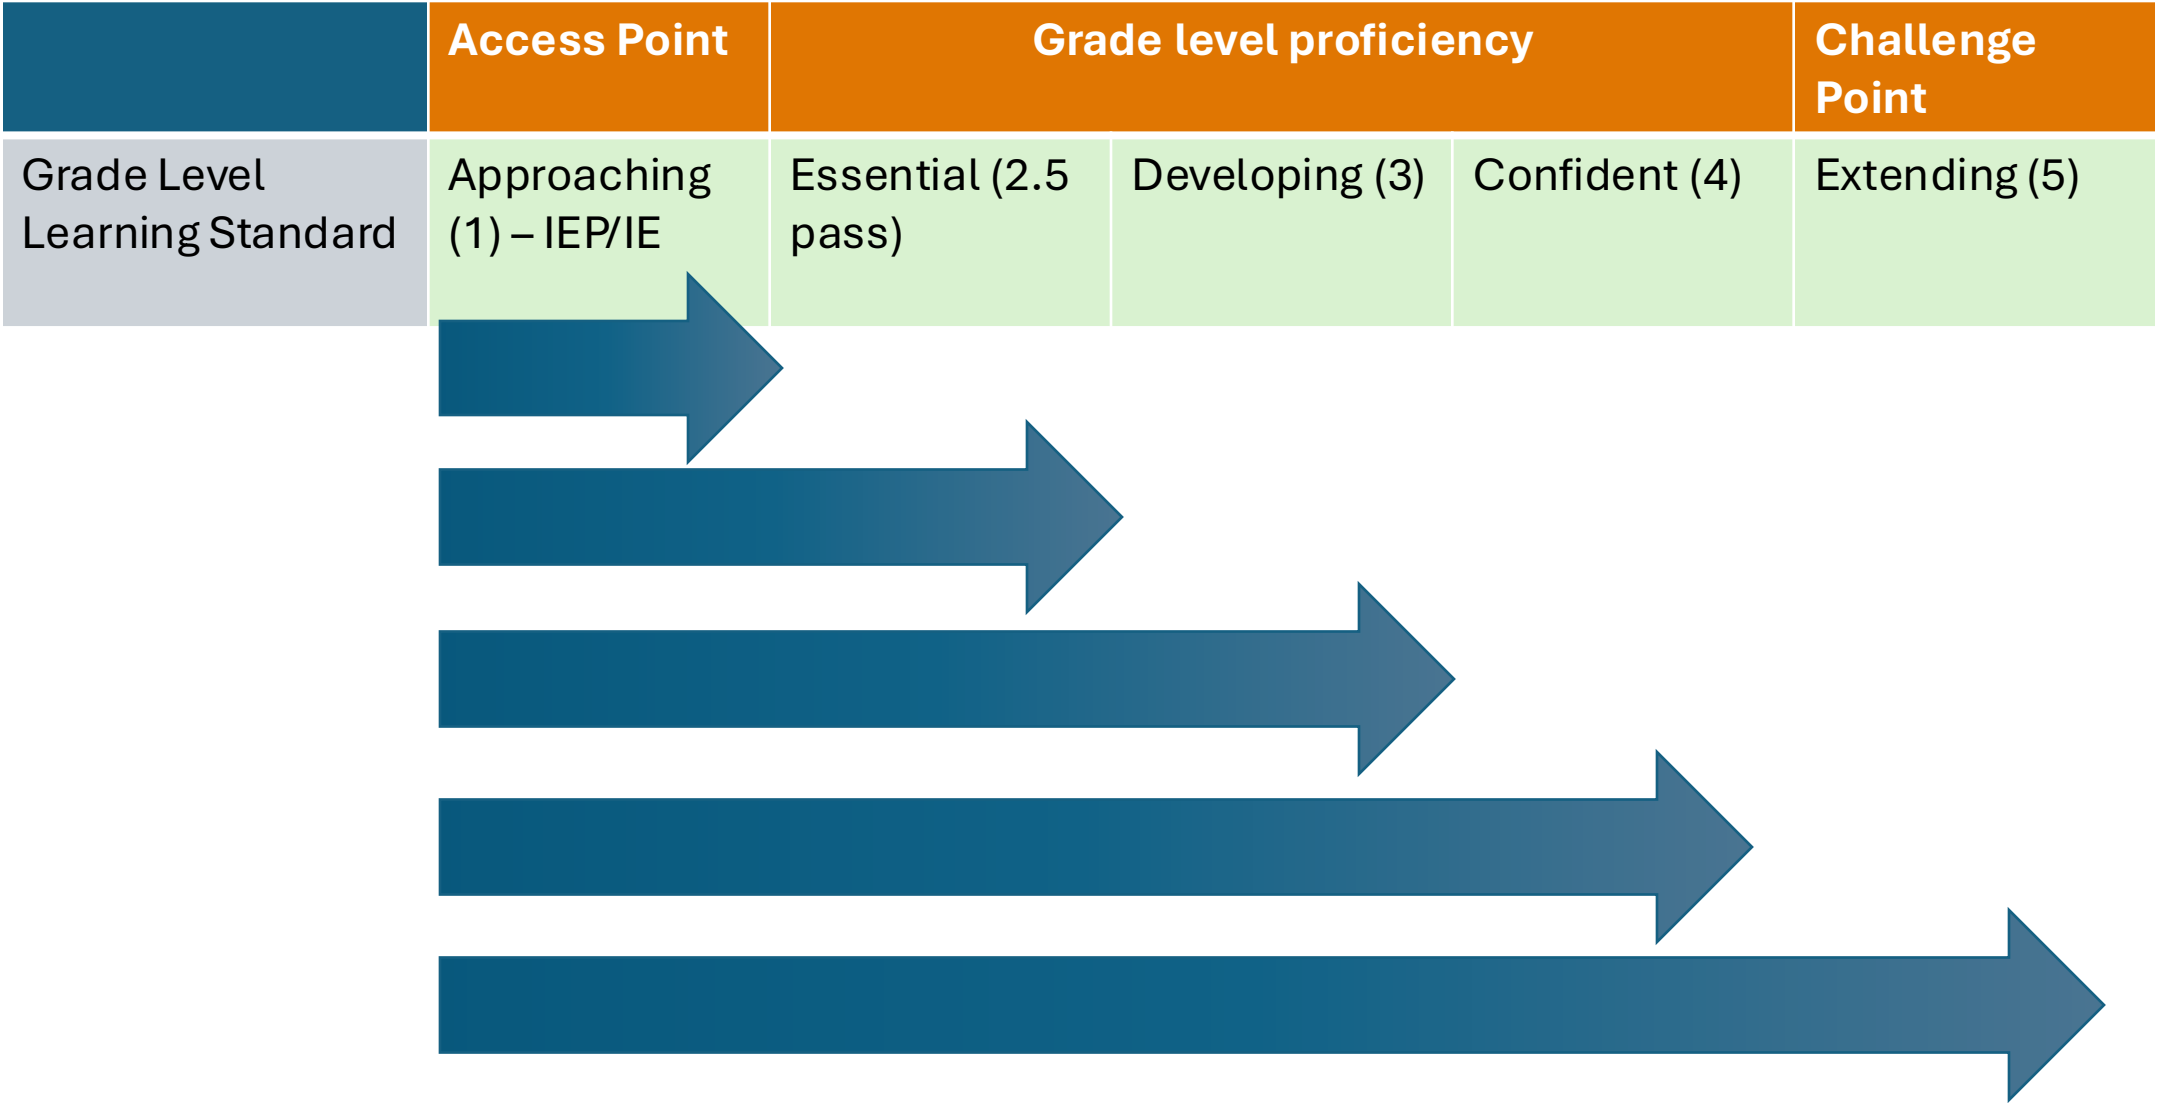 Access Point
Grade level proficiency
Challenge
Point
Grade Level
Learning Standard
Approaching
(1) – IEP/IE
Essential (2.5
pass)
Developing (3)
Confident (4)
Extending (5)